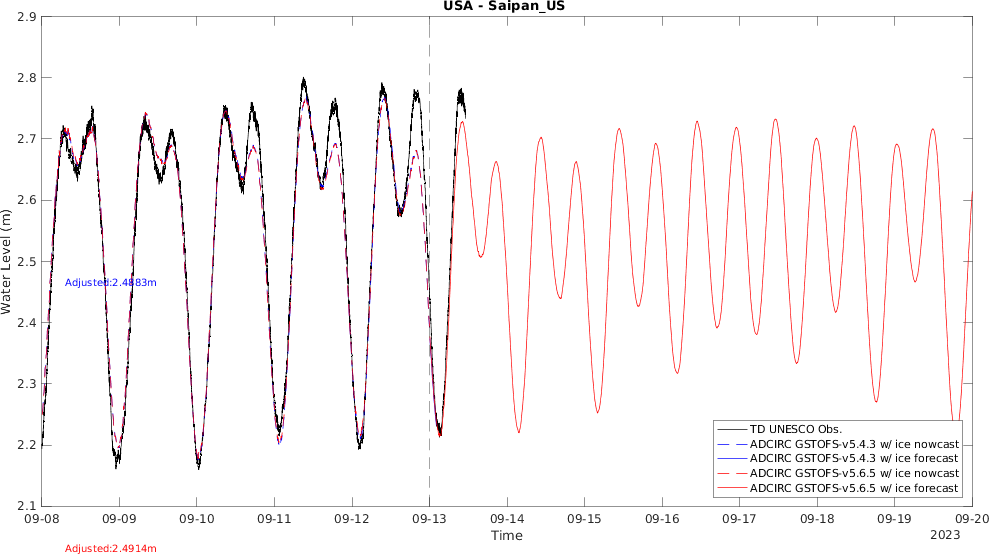 USA - Saipan_US
2.9
2.8
2.7
2.6
2.5
2.4
2.3
2.2
2.1
Water Level (m)
Adjusted:2.4883m
TD UNESCO Obs.
ADCIRC GSTOFS-v5.4.3 w/ ice nowcast
ADCIRC GSTOFS-v5.4.3 w/ ice forecast
ADCIRC GSTOFS-v5.6.5 w/ ice nowcast
ADCIRC GSTOFS-v5.6.5 w/ ice forecast
09-08 09-09 09-10 09-11 09-12 09-13 09-14 09-15 09-16 09-17 09-18 09-19 09-20
Time
2023
Adjusted:2.4914m